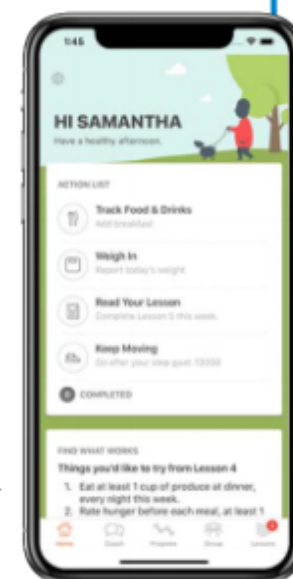 1:45
HI SAMANTHA
Have a healthy afternoon.
ACTION LIST
Track Food & Drinks
Add breakfast
Weigh In
Report today's weight
Read Your Lesson
Complete Lesson 5 this week.
Keep Moving
Go after your step goal: 10000
0 COMPLETED
FIND WHAT WORKS
Things you'd like to try from Lesson 4
1. Eat at least 1 cup of produce at dinner,
every night this week.
2. Rate hunger before each meal, at least 1
Home
Coach
Progress
Group
Lessons